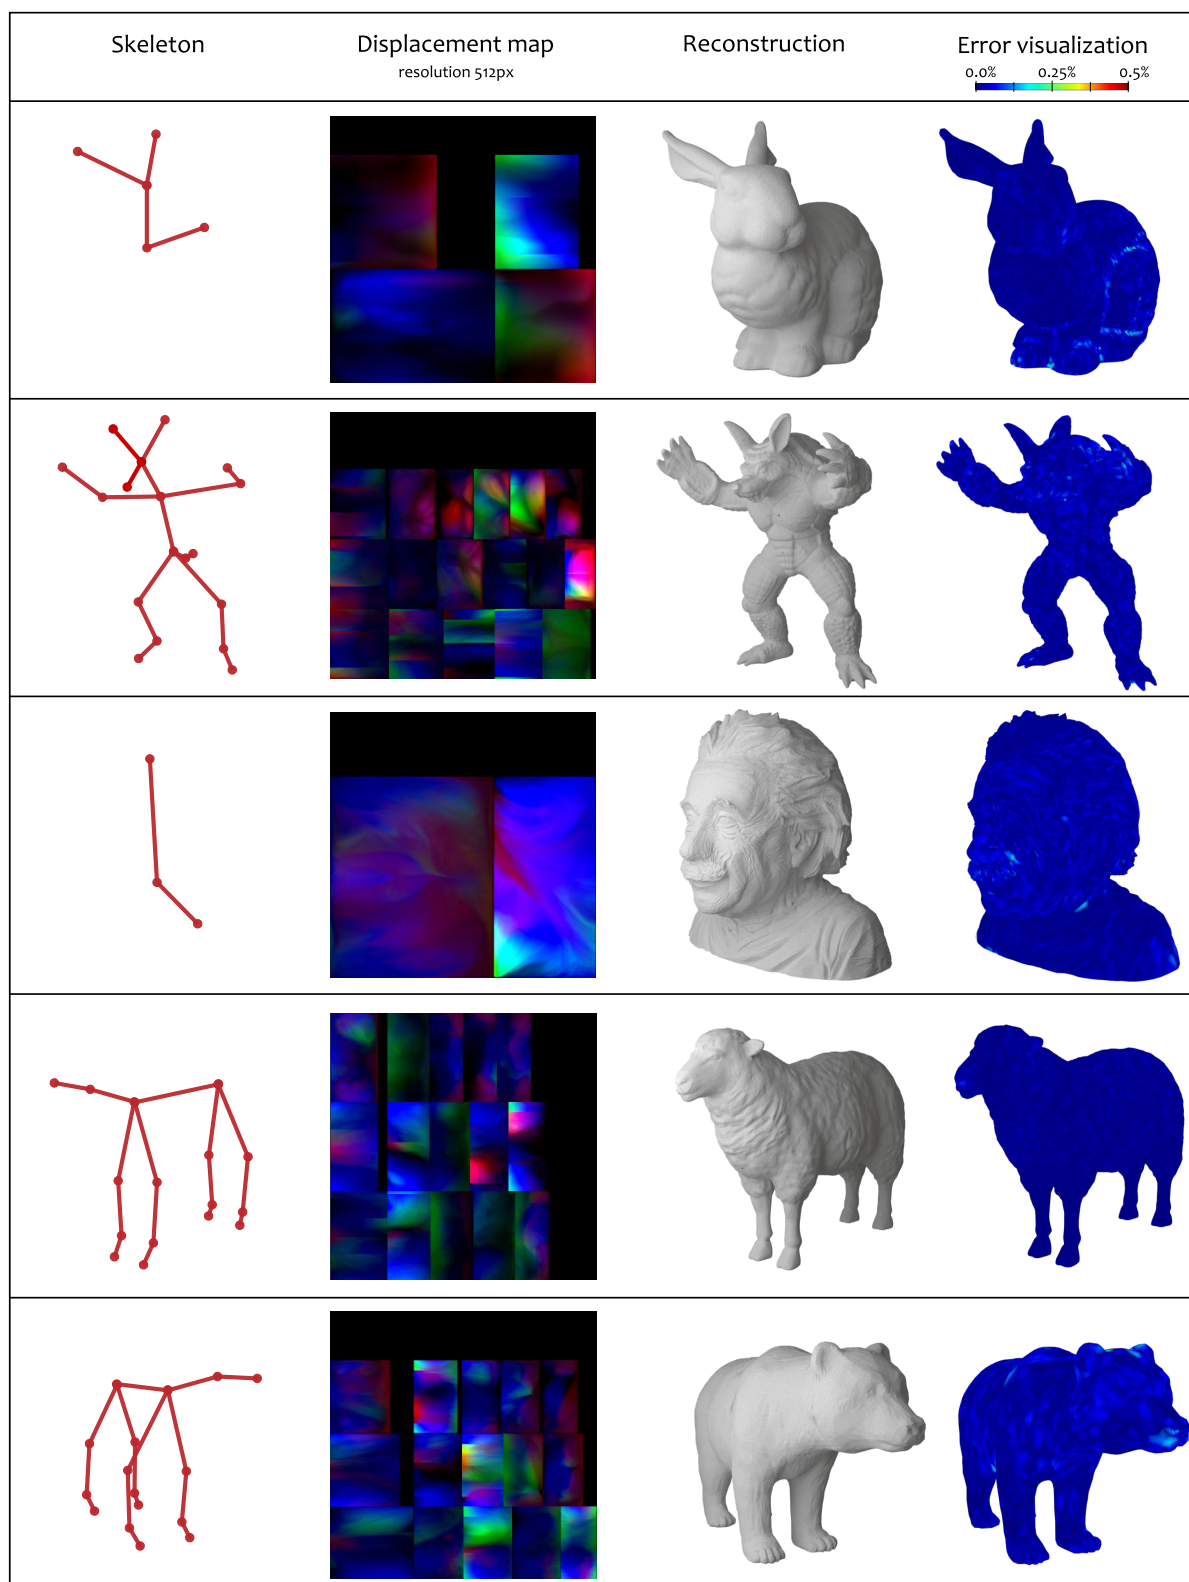 Skeleton
Displacement map
resolution 512px
Reconstruction
Error visualization
0.0% 0.25% 0.5%